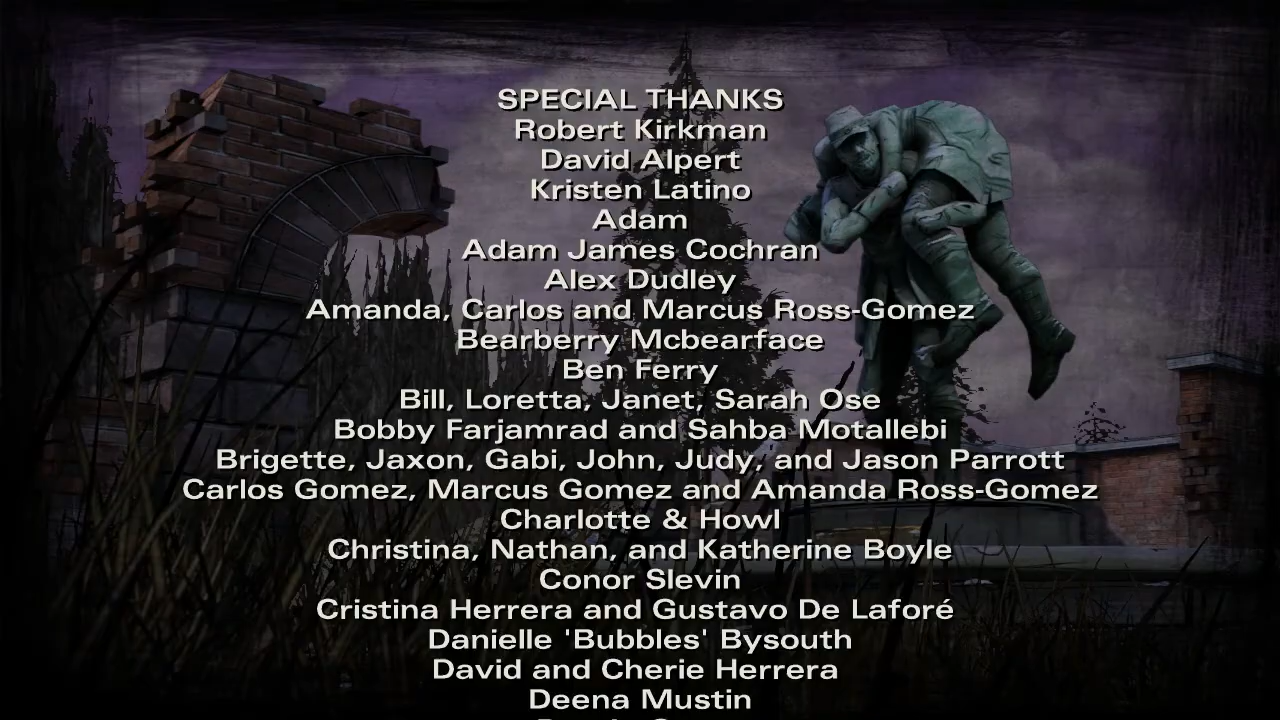 SPECIAL THANKS
Robert Kirkman
David Alpert
Kristen Latino
Adam
Adam James Cochran
Alex Dudley
Amanda, Carlos and Marcus Ross-Gomez
Bearberry Mcbearface
Ben Ferry
Bill, Loretta, Janet, Sarah Ose
Bobby Farjamrad and Sahba Motallebi
Brigette, Jaxon, Gabi, John, Judy, and Jason Parrott
Carlos Gomez, Marcus Gomez and Amanda Ross-Gomez
Charlotte & Howl
Christina, Nathan, and Katherine Boyle
Conor Slevin
Cristina Herrera and Gustavo De Laforé
Danielle 'Bubbles' Bysouth
David and Cherie Herrera
Deena Mustin